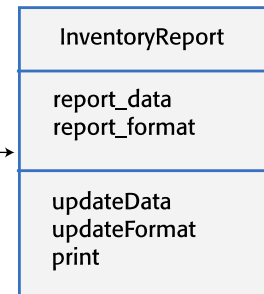 InventoryReport
report_data
report_format
updateData
updateFormat
print